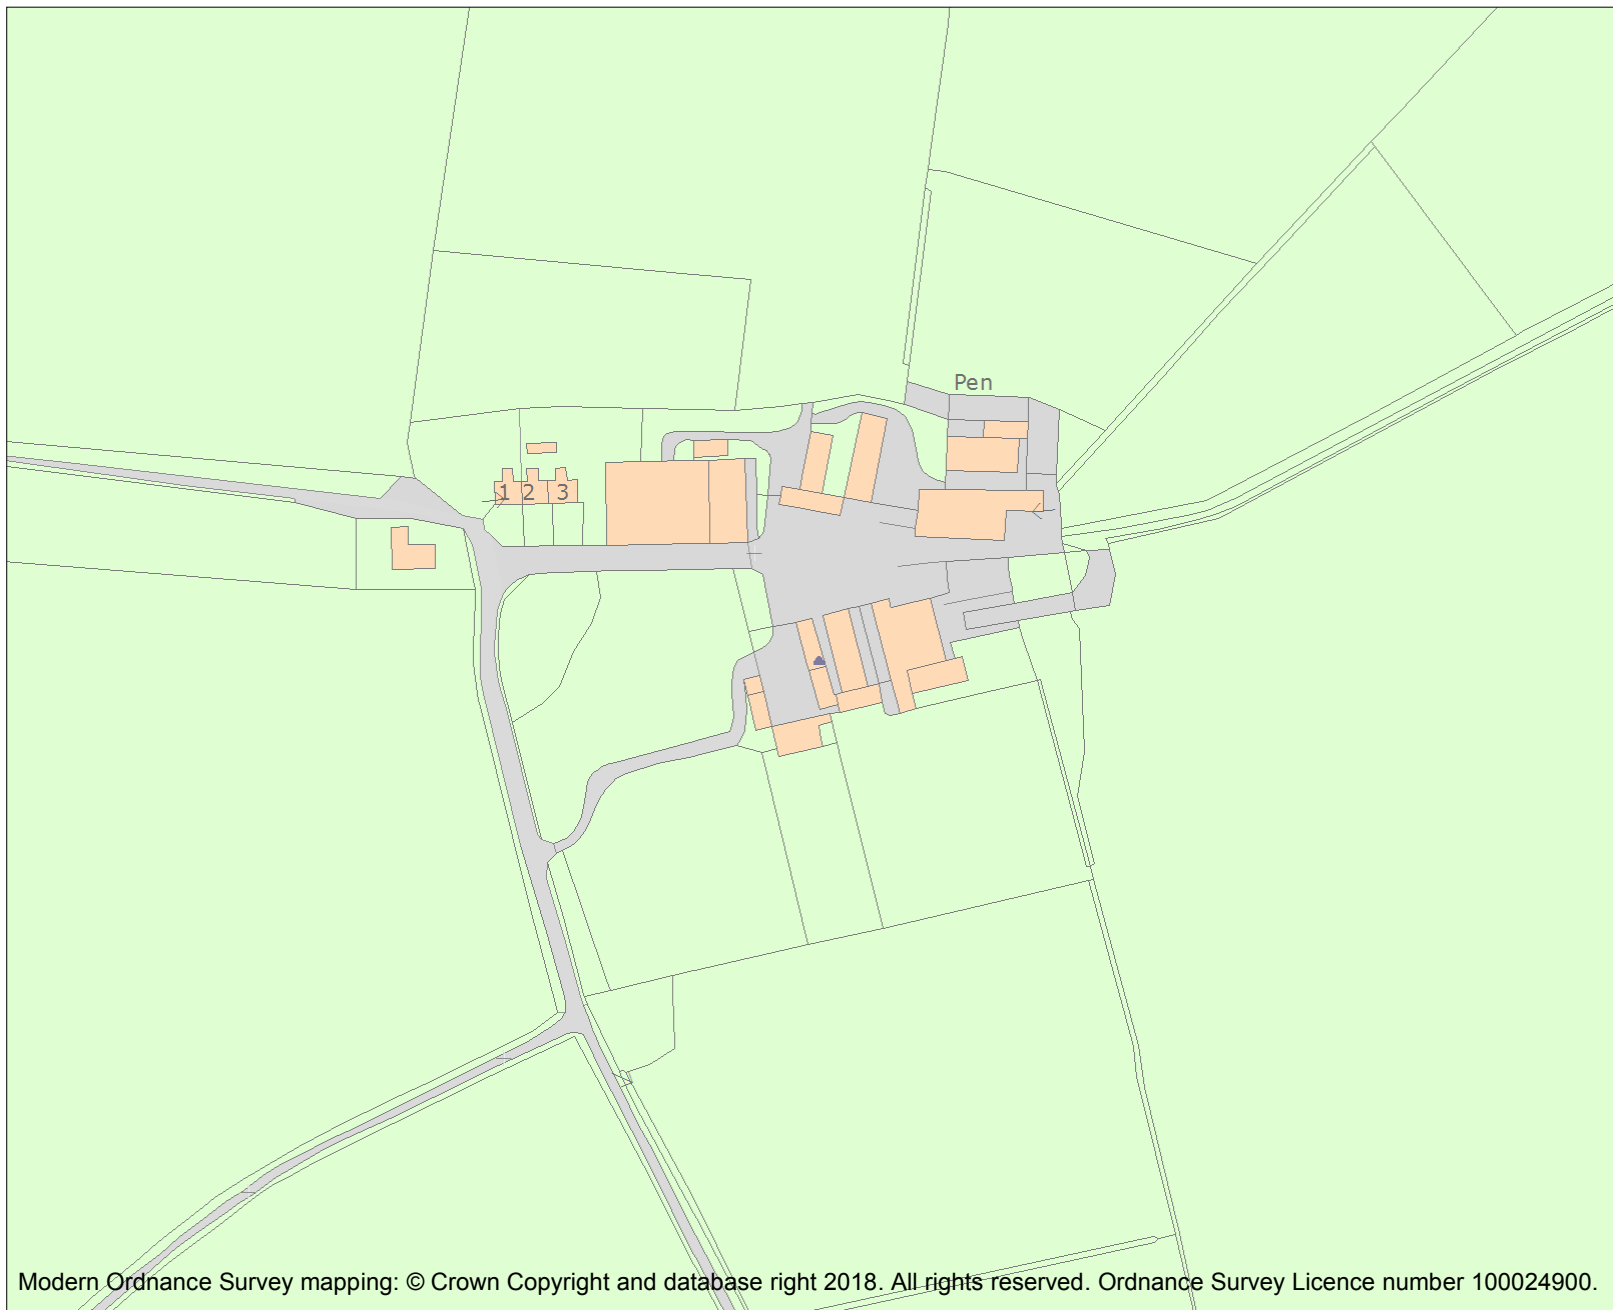 Pen
1 2 3
Modern Ordnance Survey mapping: © Crown Copyright and database right 2018. All rights reserved. Ordnance Survey Licence number 100024900.